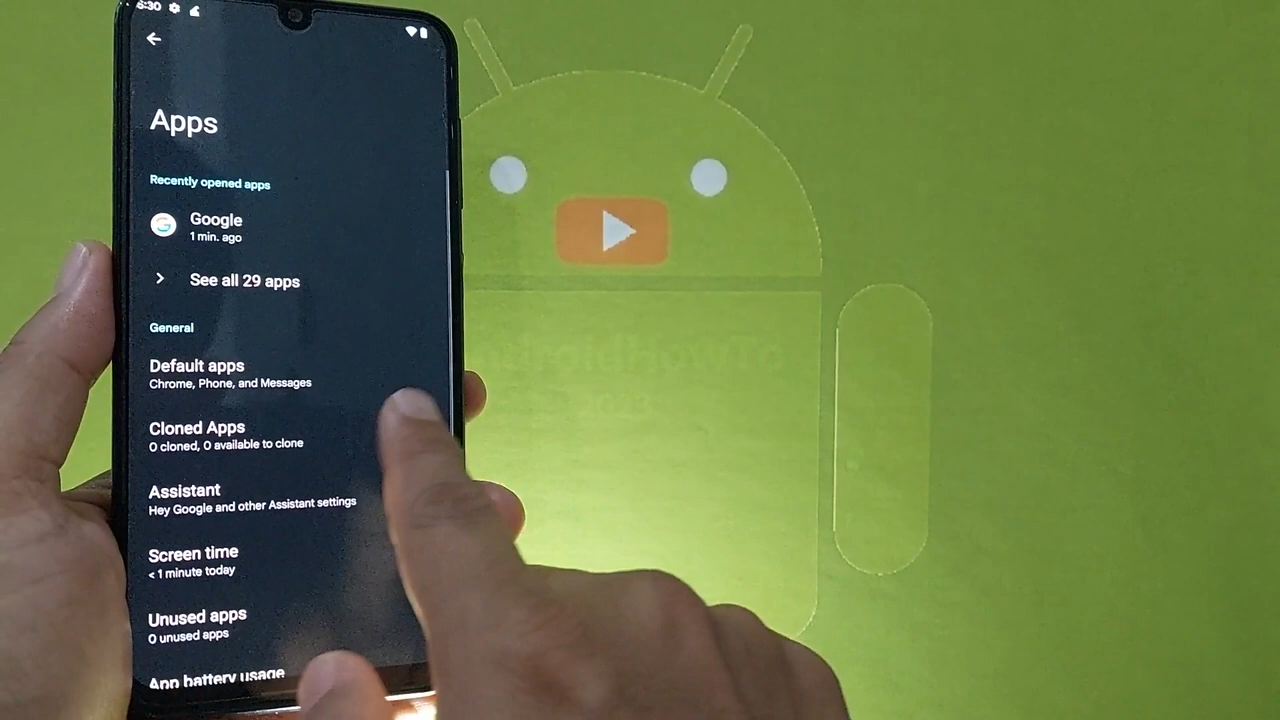 6:30
Apps
Recently opened apps
Google
1 min. ago
See all 29 apps
General
Default apps
Chrome, Phone, and Messages
Cloned Apps
0 cloned, 0 available to clone
Assistant
Hey Google and other Assistant settings
Screen time
< 1 minute today
Unused apps
0 unused apps
App battery usage